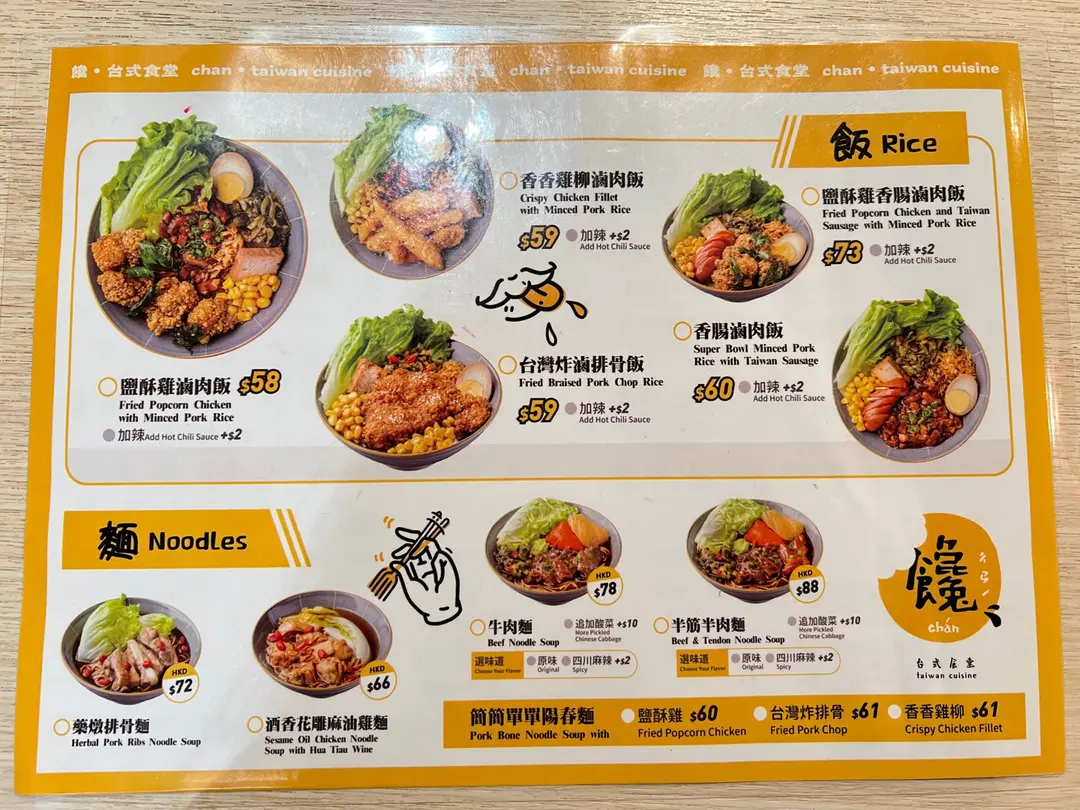 饞・台式食堂 chan・taiwan cuisine 饞・台式食堂 chan・taiwan cuisine 饞・台式食堂 chan・taiwan cuisine
飯 Rice
鹽酥雞滷肉飯 $58
Fried Popcorn Chicken
with Minced Pork Rice
加辣 Add Hot Chili Sauce +$2
香香雞柳滷肉飯
Crispy Chicken Fillet
with Minced Pork Rice
$59 加辣 +$2
Add Hot Chili Sauce
台灣炸滷排骨飯
Fried Braised Pork Chop Rice
$59 加辣 +$2
Add Hot Chili Sauce
鹽酥雞香腸滷肉飯
Fried Popcorn Chicken and Taiwan
Sausage with Minced Pork Rice
$73 加辣 +$2
Add Hot Chili Sauce
香腸滷肉飯
Super Bowl Minced Pork
Rice with Taiwan Sausage
$60 加辣 +$2
Add Hot Chili Sauce
麵 Noodles
HKD
$72
藥燉排骨麵
Herbal Pork Ribs Noodle Soup
HKD
$66
酒香花雕麻油雞麵
Sesame Oil Chicken Noodle
Soup with Hua Tiau Wine
HKD
$78
牛肉麵
Beef Noodle Soup
追加酸菜 +$10
More Pickled
Chinese Cabbage
選味道
Choose Your Flavor
原味
Original
四川麻辣 +$2
Spicy
HKD
$88
半筋半肉麵
Beef & Tendon Noodle Soup
追加酸菜 +$10
More Pickled
Chinese Cabbage
選味道
Choose Your Flavor
原味
Original
四川麻辣 +$2
Spicy
饞
ㄔㄢˊ
chán
台式食堂
taiwan cuisine
簡簡單單陽春麵
Pork Bone Noodle Soup with
鹽酥雞 $60
Fried Popcorn Chicken
台灣炸排骨 $61
Fried Pork Chop
香香雞柳 $61
Crispy Chicken Fillet